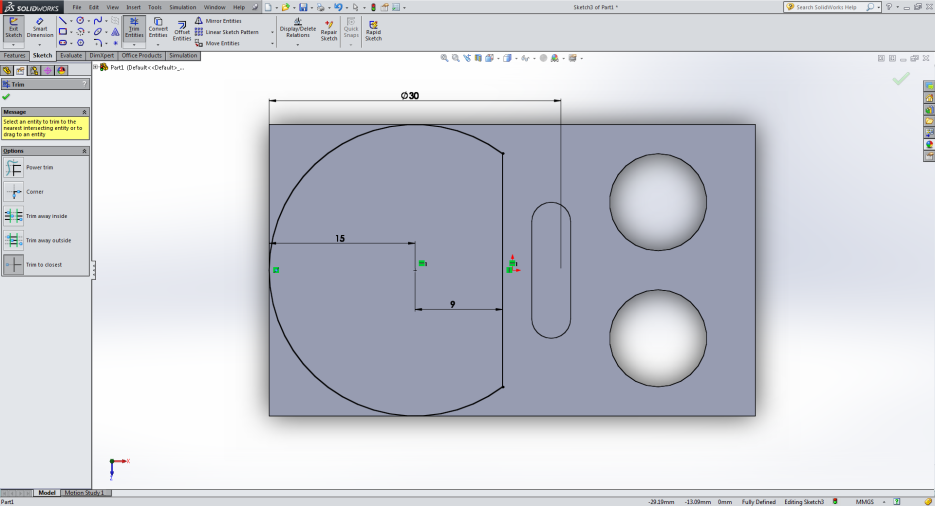 SOLIDWORKS File Edit View Insert Tools Simulation Window Help Sketch3 of Part1 * Search SolidWorks Help
Exit Sketch
Smart Dimension
Trim Entities
Convert Entities
Offset Entities
Mirror Entities
Linear Sketch Pattern
Move Entities
Display/Delete Relations
Repair Sketch
Quick Snaps
Rapid Sketch
Features Sketch Evaluate DimXpert Office Products Simulation
Part1 (Default<<Default>_...
Trim ?
Message
Select an entity to trim to the
nearest intersecting entity or to
drag to an entity
Options
Power trim
Corner
Trim away inside
Trim away outside
Trim to closest
Ø30
15
9
X
Z
Model Motion Study 1
Part1 -29.19mm -13.09mm 0mm Fully Defined Editing Sketch3 MMGS